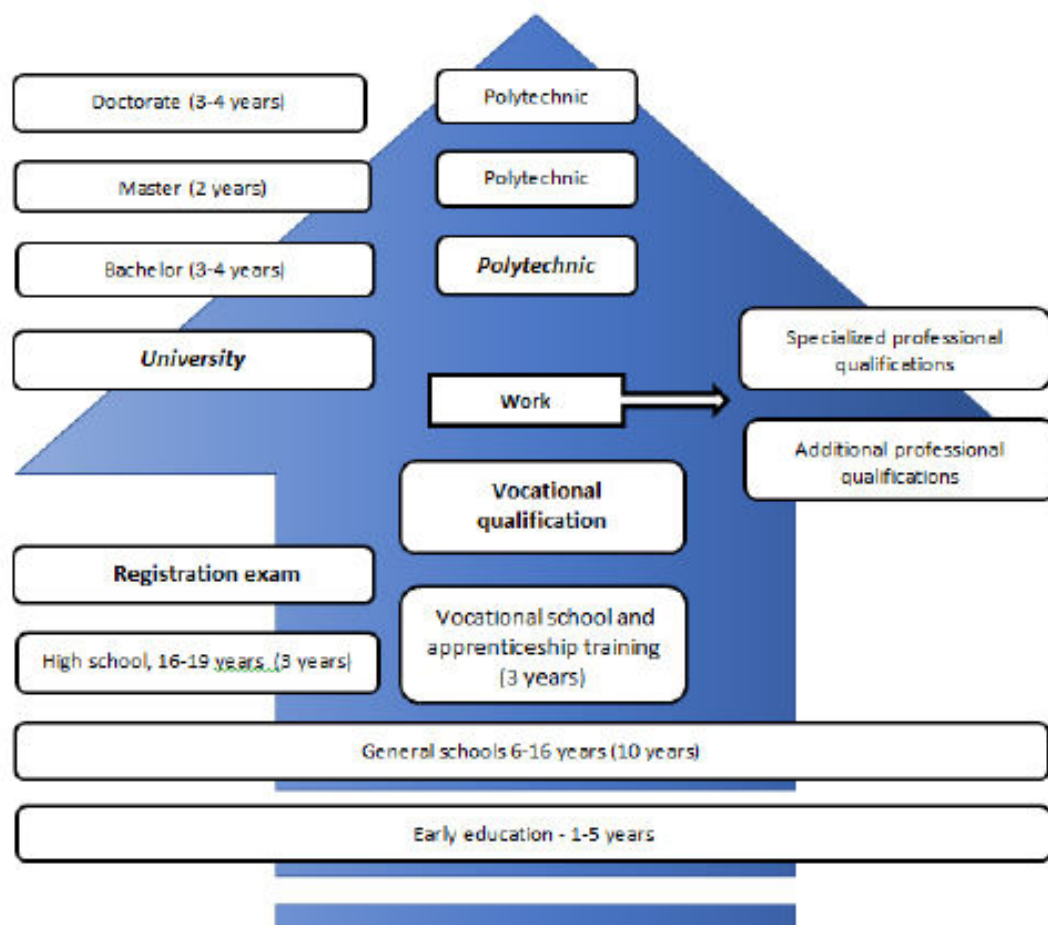 Doctorate (3-4 years)
Polytechnic
Master (2 years)
Polytechnic
Bachelor (3-4 years)
Polytechnic
University
Specialized professional
qualifications
Work
Additional professional
qualifications
Vocational
qualification
Registration exam
Vocational school and
apprenticeship training
(3 years)
High school, 16-19 years (3 years)
General schools 6-16 years (10 years)
Early education - 1-5 years